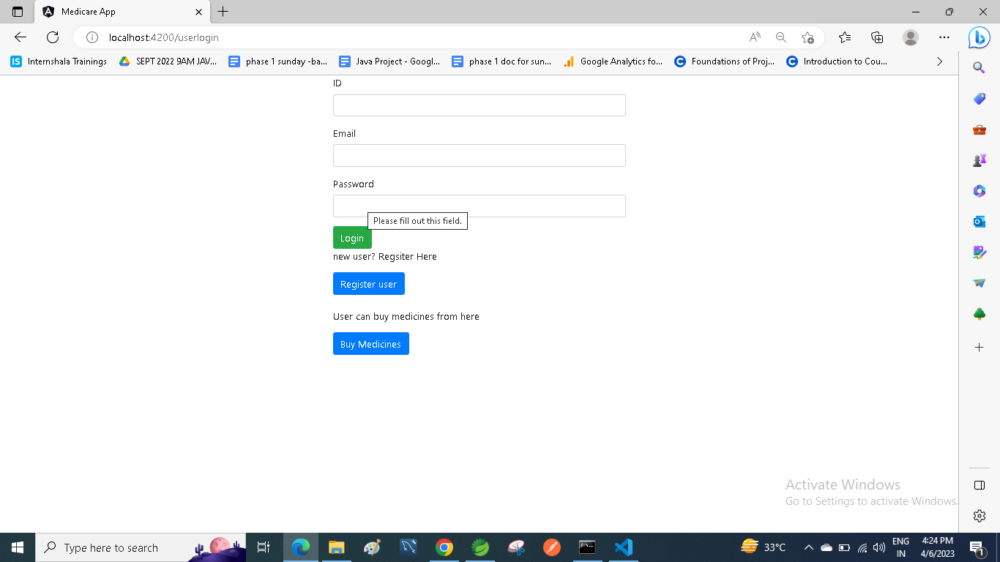 Medicare App
localhost:4200/userlogin
IS Internshala Trainings SEPT 2022 9AM JAV... phase 1 sunday -ba... Java Project - Googl... phase 1 doc for sun... Google Analytics fo... Foundations of Proj... Introduction to Cou...
ID
Email
Password
Please fill out this field.
Login
new user? Regsiter Here
Register user
User can buy medicines from here
Buy Medicines
Activate Windows
Go to Settings to activate Windows.
Type here to search
33°C
ENG
IN
4:24 PM
4/6/2023
1